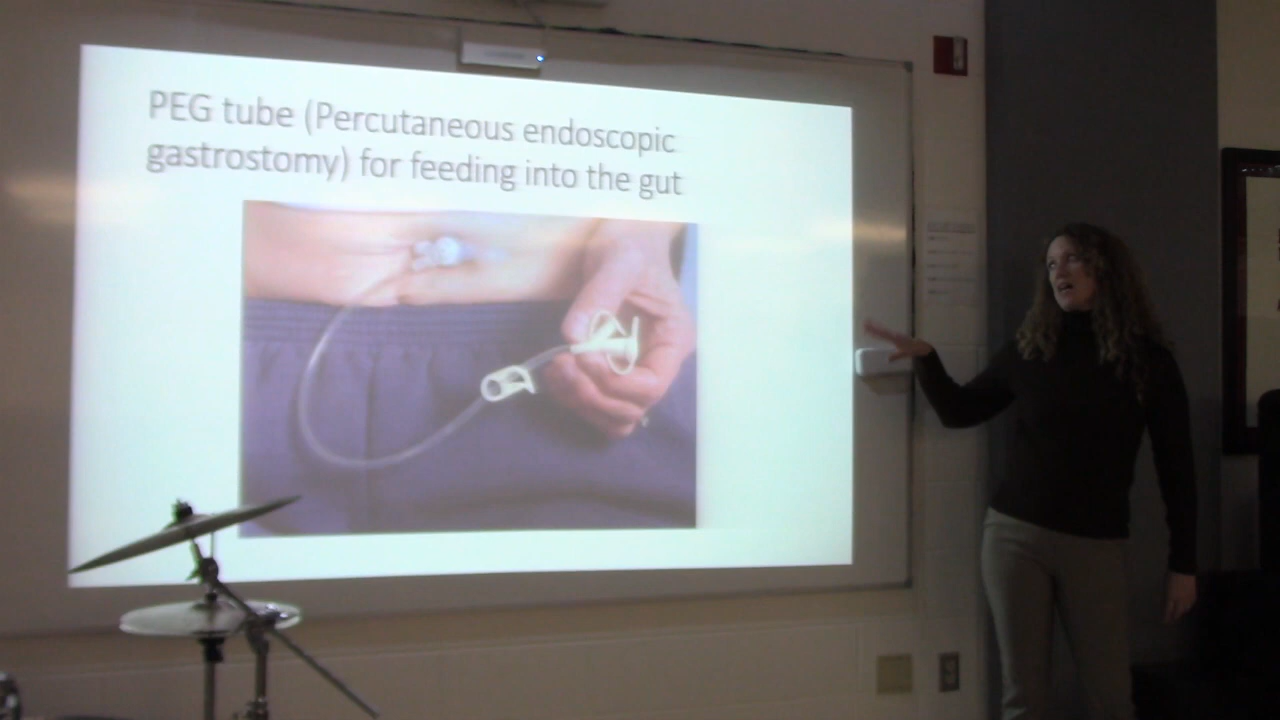 PEG tube (Percutaneous endoscopic
gastrostomy) for feeding into the gut